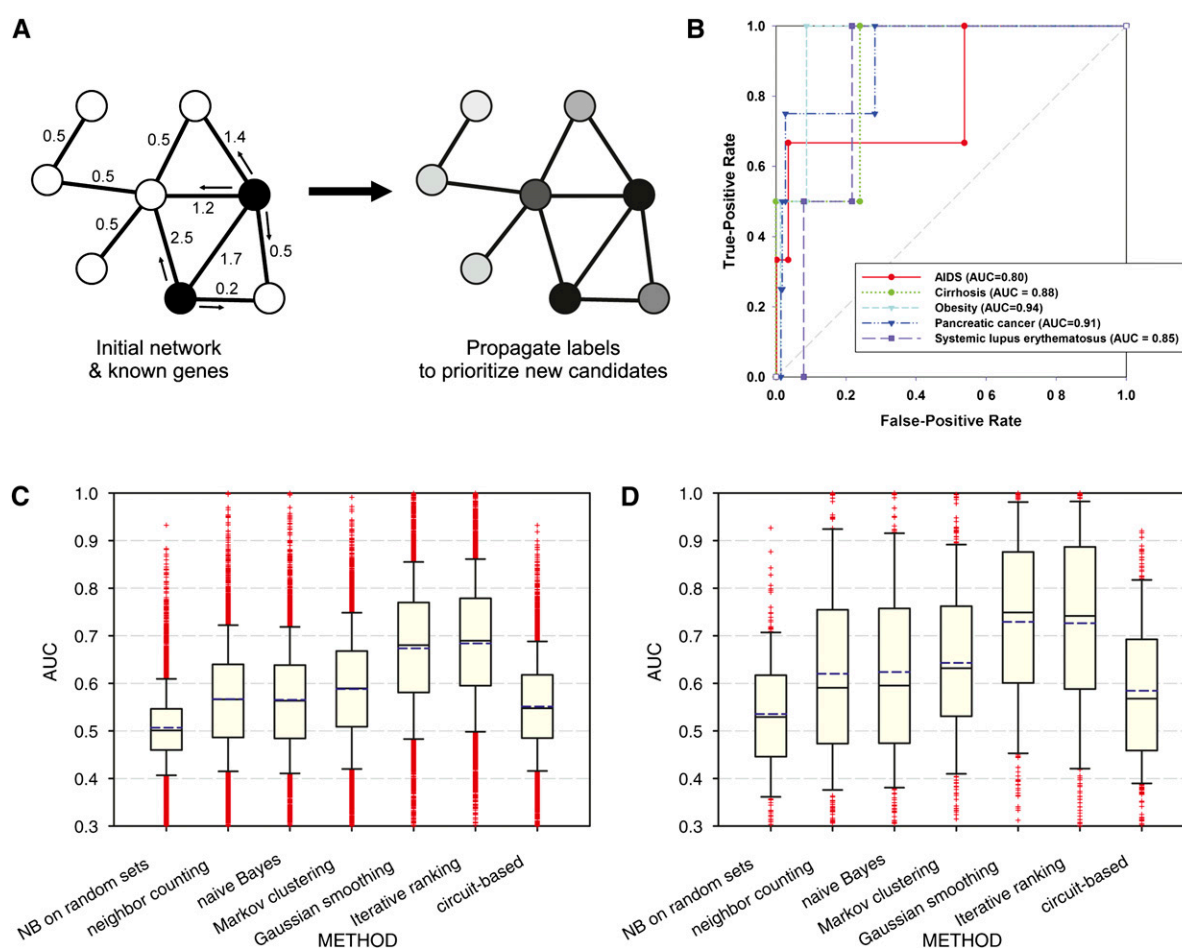 A
0.5
0.5
0.5
0.5
1.4
1.2
2.5
1.7
0.5
0.2
Initial network
& known genes
Propagate labels
to prioritize new candidates
B
1.0
0.8
0.6
0 4
0.2
0.0
True-Positive Rate
0.0
0.2
0 4
0 6
0 8
1.0
False-Positive Rate
AIDS (AUC=0.80)
Cirrhosis (AUC = 0.88)
Obesity (AUC=0.94)
Pancreatic cancer (AUC=0.91)
Systemic lupus erythematosus (AUC = 0.85)
C
1.0
0.9
0.8
0.7
0.6
0.5
0.4
0.3
AUC
NB on random sets
neighbor counting
naive Bayes
Markov clustering
Gaussian smoothing
Iterative ranking
circuit-based
METHOD
D
1.0
0.9
0.8
0.7
0.6
0.5
0.4
0.3
AUC
NB on random sets
neighbor counting
naive Bayes
Markov clustering
Gaussian smoothing
Iterative ranking
circuit-based
METHOD